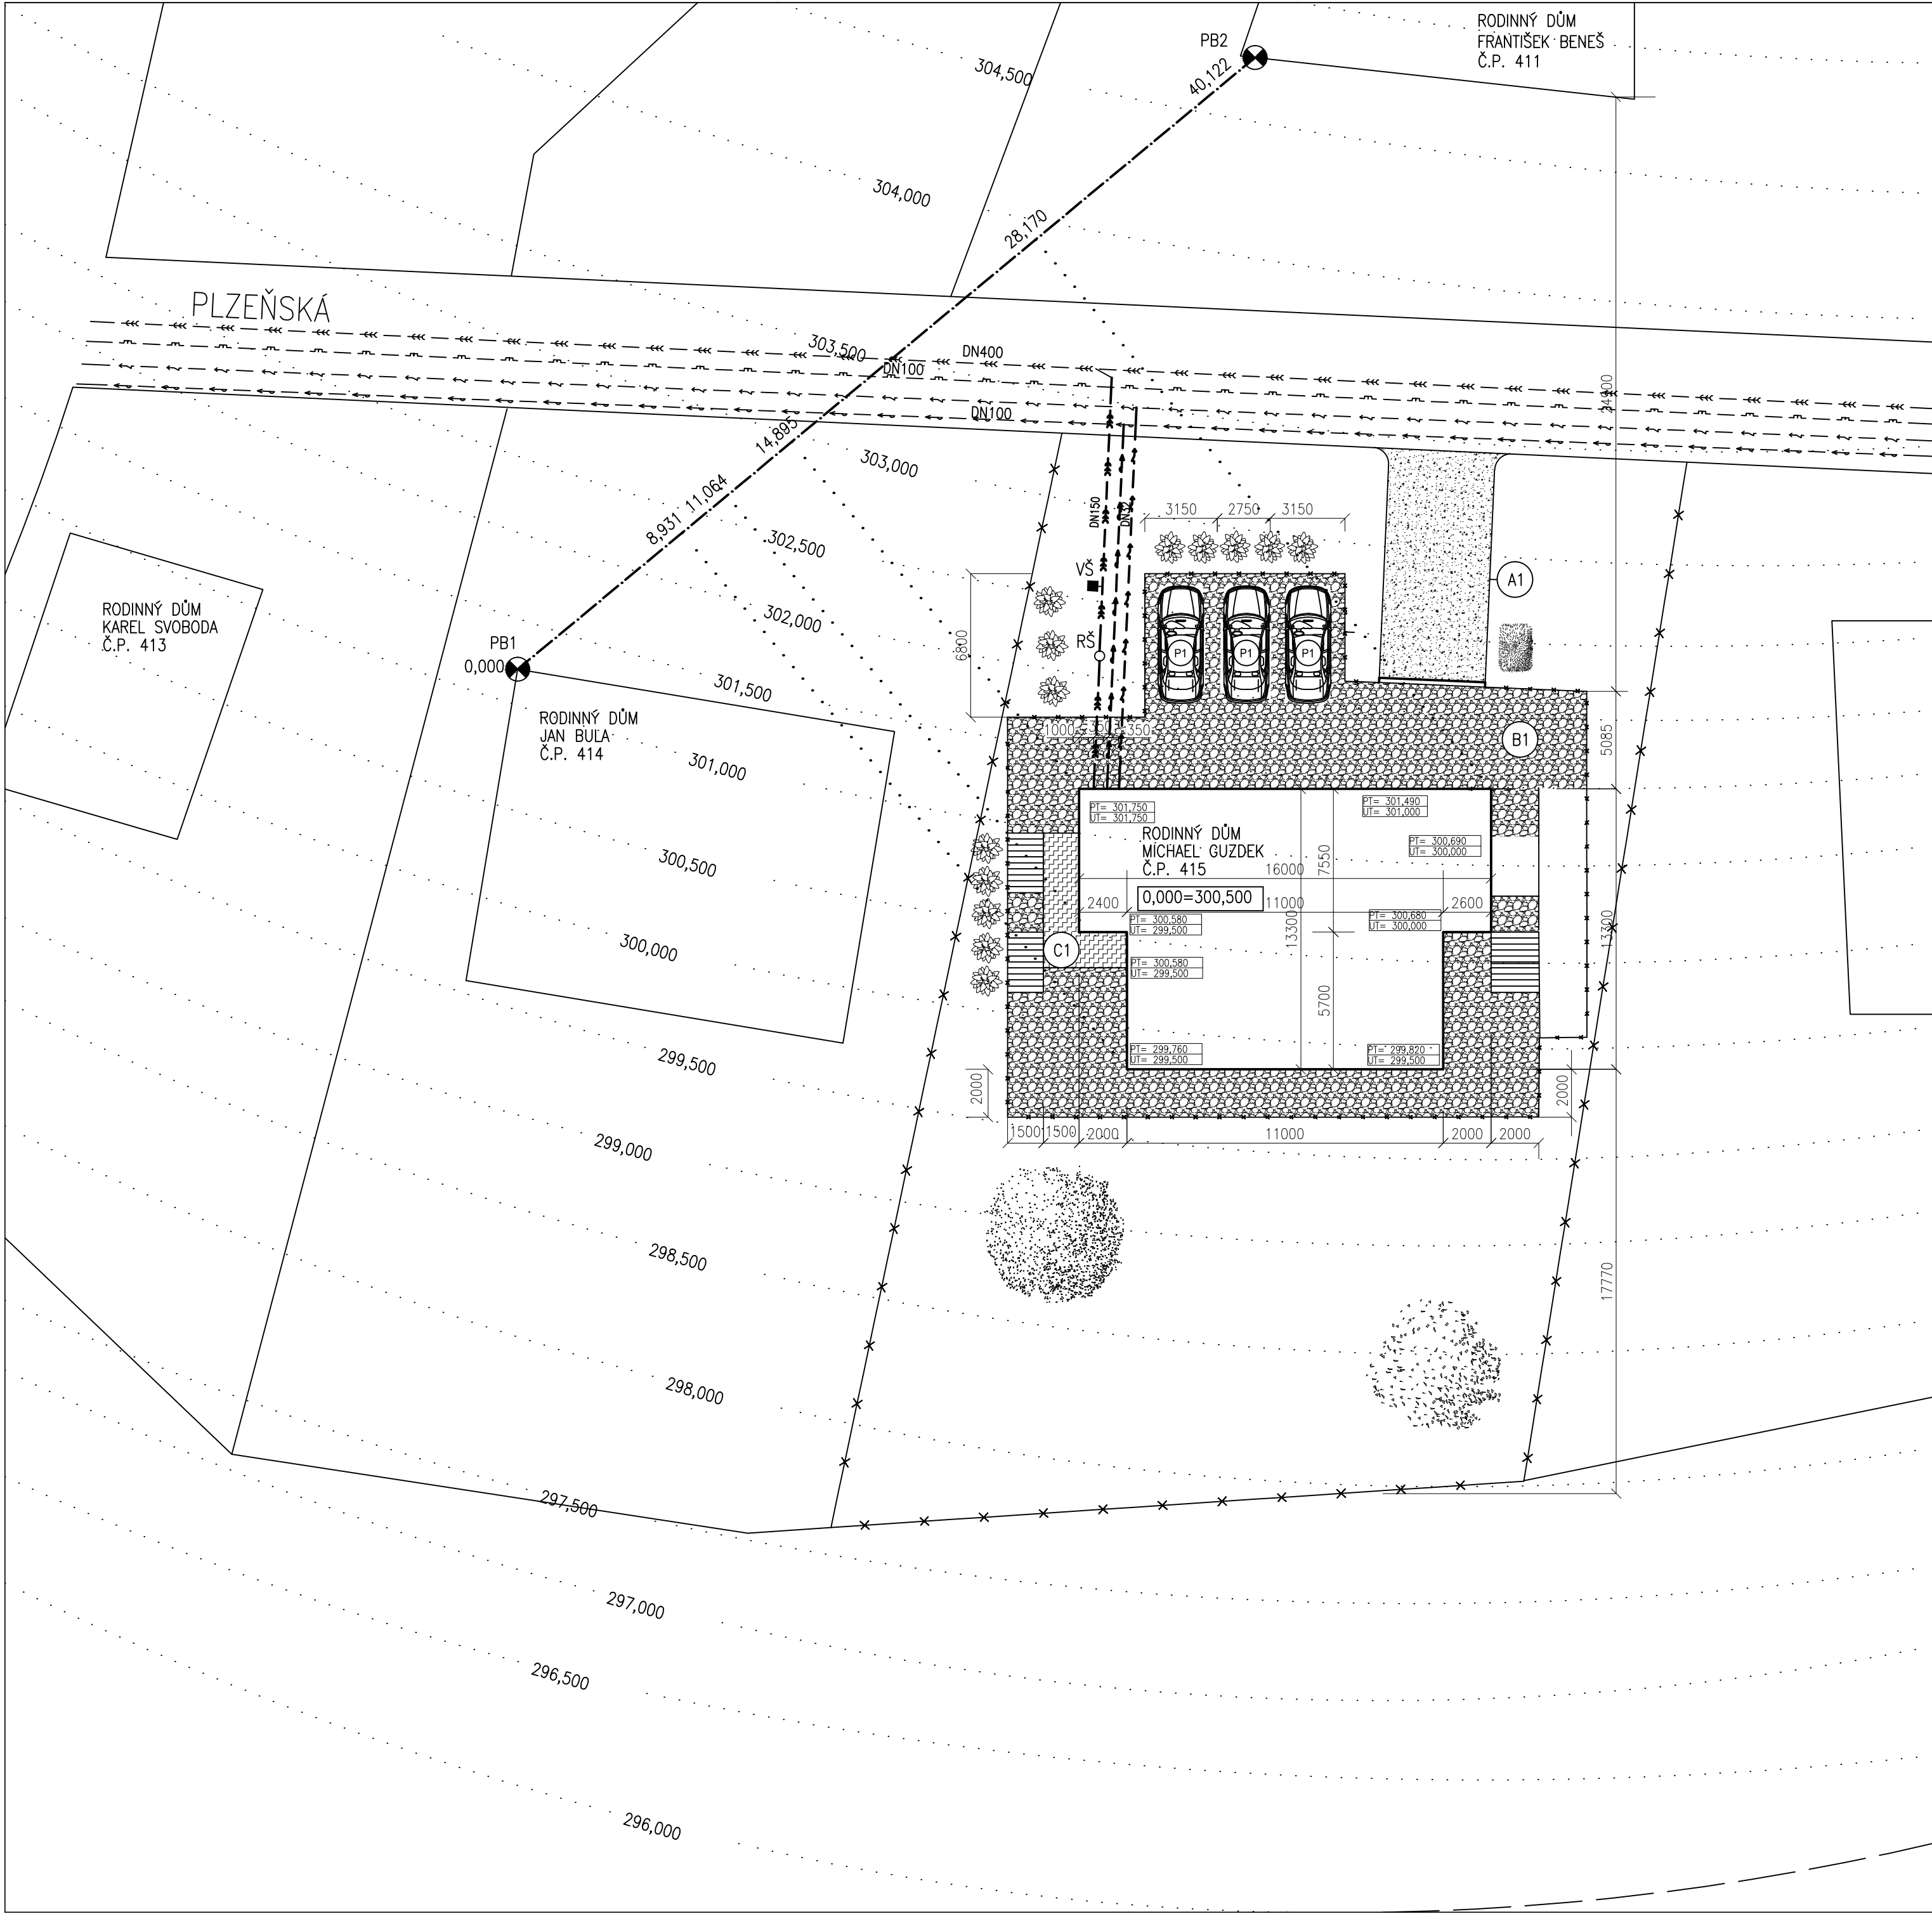 RODINNÝ DŮM
FRANTIŠEK BENEŠ
Č.P. 411
PB2
40,122
304,500
304,000
28,170
PLZEŇSKÁ
303,500
DN400
DN100
DN100
14,895
303,000
8,931 11,064
302,500
302,000
DN150
3150 2750 3150
VŠ
RŠ
6800
A1
P1 P1 P1
RODINNÝ DŮM
KAREL SVOBODA
Č.P. 413
PB1
0,000
301,500
RODINNÝ DŮM
JAN BULA
Č.P. 414
301,000
B1
5085
PT= 301,750
UT= 301,750
PT= 301,490
UT= 301,000
RODINNÝ DŮM
MICHAEL GUZDEK
Č.P. 415
PT= 300,690
UT= 300,000
7550
16000
300,500
0,000=300,500
2400
11000
2600
PT= 300,580
UT= 299,500
PT= 300,680
UT= 300,000
13300
13300
300,000
C1
PT= 300,580
UT= 299,500
5700
PT= 299,760
UT= 299,500
PT= 299,820
UT= 299,500
299,500
2000
2000
1500 1500 2000 11000 2000 2000
299,000
298,500
17770
298,000
297,500
297,000
296,500
296,000